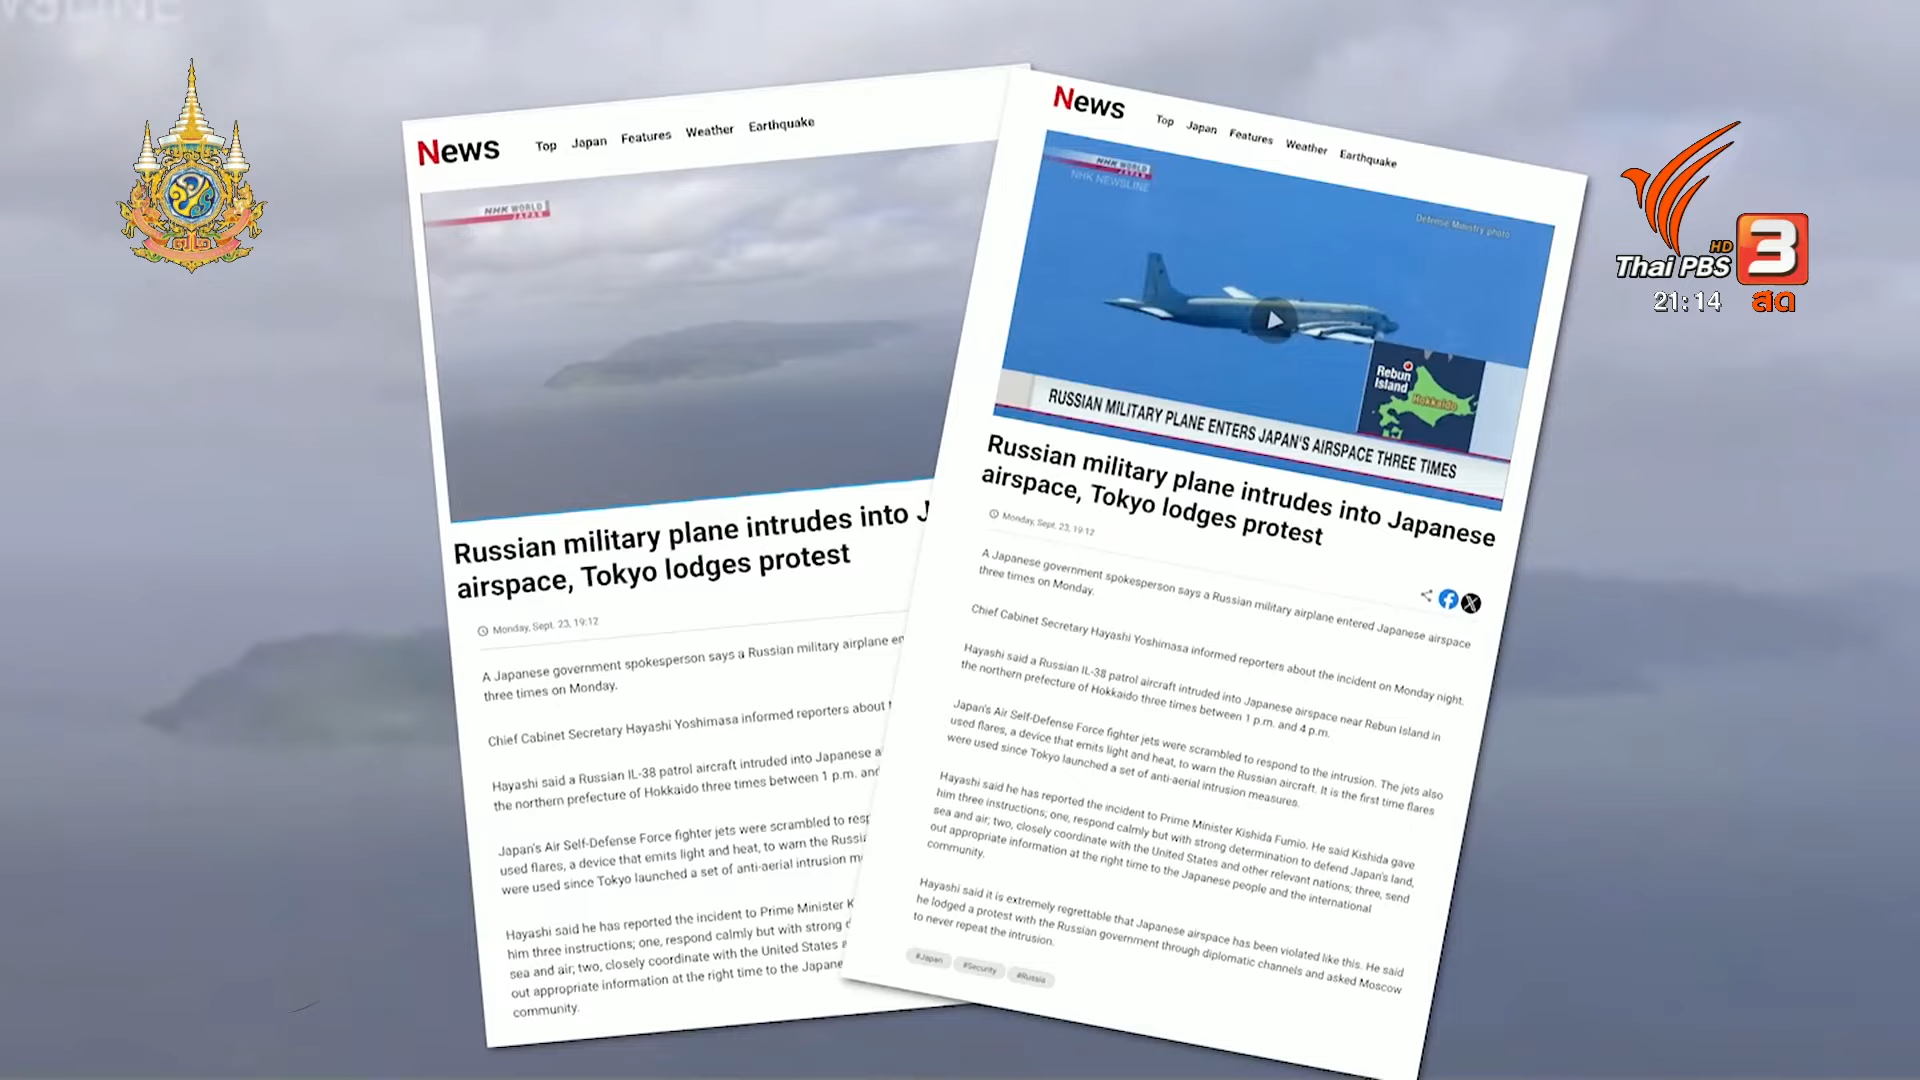 WSLINE
News
Top Japan Features Weather Earthquake
NHK WORLD
JAPAN
Russian military plane intrudes into J
airspace, Tokyo lodges protest
Monday, Sept. 23, 19:12
A Japanese government spokesperson says a Russian military airplane en
three times on Monday.
Chief Cabinet Secretary Hayashi Yoshimasa informed reporters about
Hayashi said a Russian IL-38 patrol aircraft intruded into Japanese a
the northern prefecture of Hokkaido three times between 1 p.m. and
Japan's Air Self-Defense Force fighter jets were scrambled to resp
used flares, a device that emits light and heat, to warn the Russia
were used since Tokyo launched a set of anti-aerial intrusion m
Hayashi said he has reported the incident to Prime Minister K
him three instructions; one, respond calmly but with strong d
sea and air; two, closely coordinate with the United States a
out appropriate information at the right time to the Japane
community.
News
Top Japan Features Weather Earthquake
NHK WORLD
JAPAN
NHK NEWSLINE
Defense Ministry photo
Rebun
Island
Hokkaido
RUSSIAN MILITARY PLANE ENTERS JAPAN'S AIRSPACE THREE TIMES
Russian military plane intrudes into Japanese
airspace, Tokyo lodges protest
Monday, Sept. 23, 19:12
A Japanese government spokesperson says a Russian military airplane entered Japanese airspace
three times on Monday.
Chief Cabinet Secretary Hayashi Yoshimasa informed reporters about the incident on Monday night.
Hayashi said a Russian IL-38 patrol aircraft intruded into Japanese airspace near Rebun Island in
the northern prefecture of Hokkaido three times between 1 p.m. and 4 p.m.
Japan's Air Self-Defense Force fighter jets were scrambled to respond to the intrusion. The jets also
used flares, a device that emits light and heat, to warn the Russian aircraft. It is the first time flares
were used since Tokyo launched a set of anti-aerial intrusion measures.
Hayashi said he has reported the incident to Prime Minister Kishida Fumio. He said Kishida gave
him three instructions; one, respond calmly but with strong determination to defend Japan's land,
sea and air; two, closely coordinate with the United States and other relevant nations; three, send
out appropriate information at the right time to the Japanese people and the international
community.
Hayashi said it is extremely regrettable that Japanese airspace has been violated like this. He said
he lodged a protest with the Russian government through diplomatic channels and asked Moscow
to never repeat the intrusion.
#Japan #Security #Russia
Thai PBS HD 3
21:14 สด